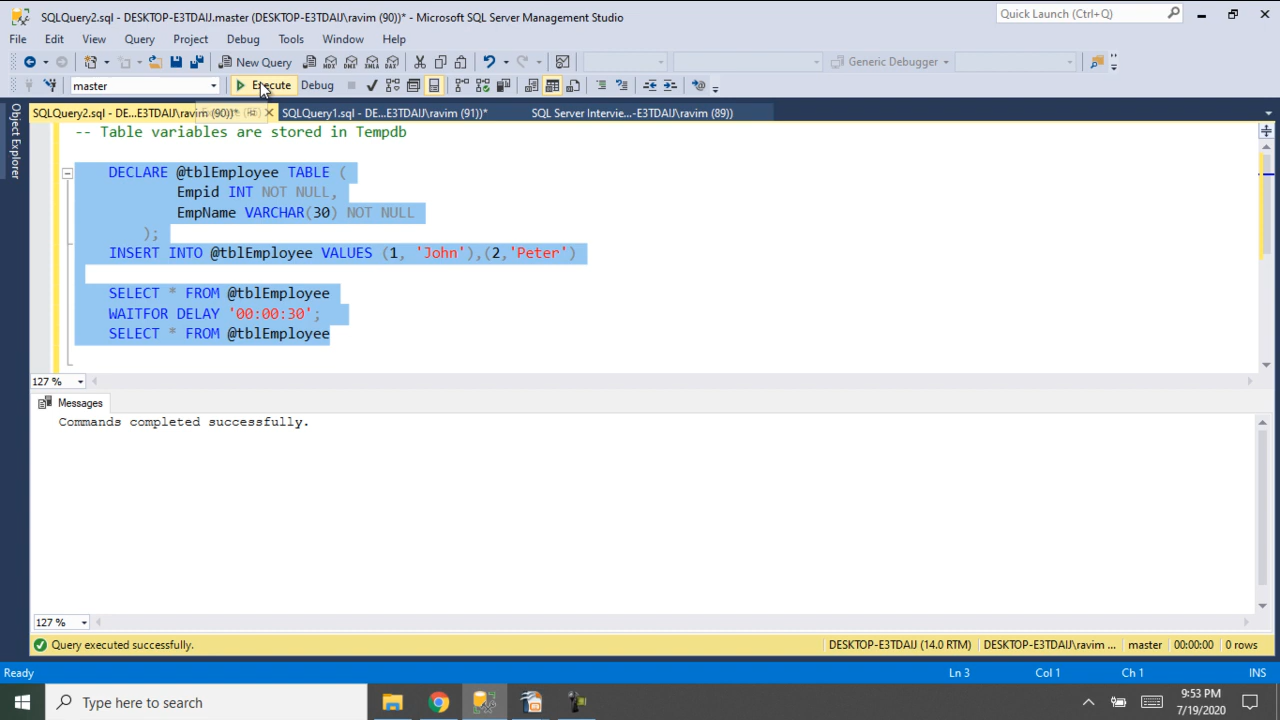 SQLQuery2.sql - DESKTOP-E3TDAIJ.master (DESKTOP-E3TDAIJ\ravim (90))* - Microsoft SQL Server Management Studio
Quick Launch (Ctrl+Q)
File Edit View Query Project Debug Tools Window Help
New Query
Generic Debugger
master
Execute
Debug
SQLQuery2.sql - DE...E3TDAIJ\ravim (90))*
SQLQuery1.sql - DE...E3TDAIJ\ravim (91))*
SQL Server Intervie...-E3TDAIJ\ravim (89))
Object Explorer
-- Table variables are stored in Tempdb
DECLARE @tblEmployee TABLE (
Empid INT NOT NULL,
EmpName VARCHAR(30) NOT NULL
);
INSERT INTO @tblEmployee VALUES (1, 'John'),(2,'Peter')
SELECT * FROM @tblEmployee
WAITFOR DELAY '00:00:30';
SELECT * FROM @tblEmployee
127 %
Messages
Commands completed successfully.
127 %
Query executed successfully.
DESKTOP-E3TDAIJ (14.0 RTM)
DESKTOP-E3TDAIJ\ravim ...
master
00:00:00
0 rows
Ready
Ln 3
Col 1
Ch 1
INS
Type here to search
9:53 PM
7/19/2020